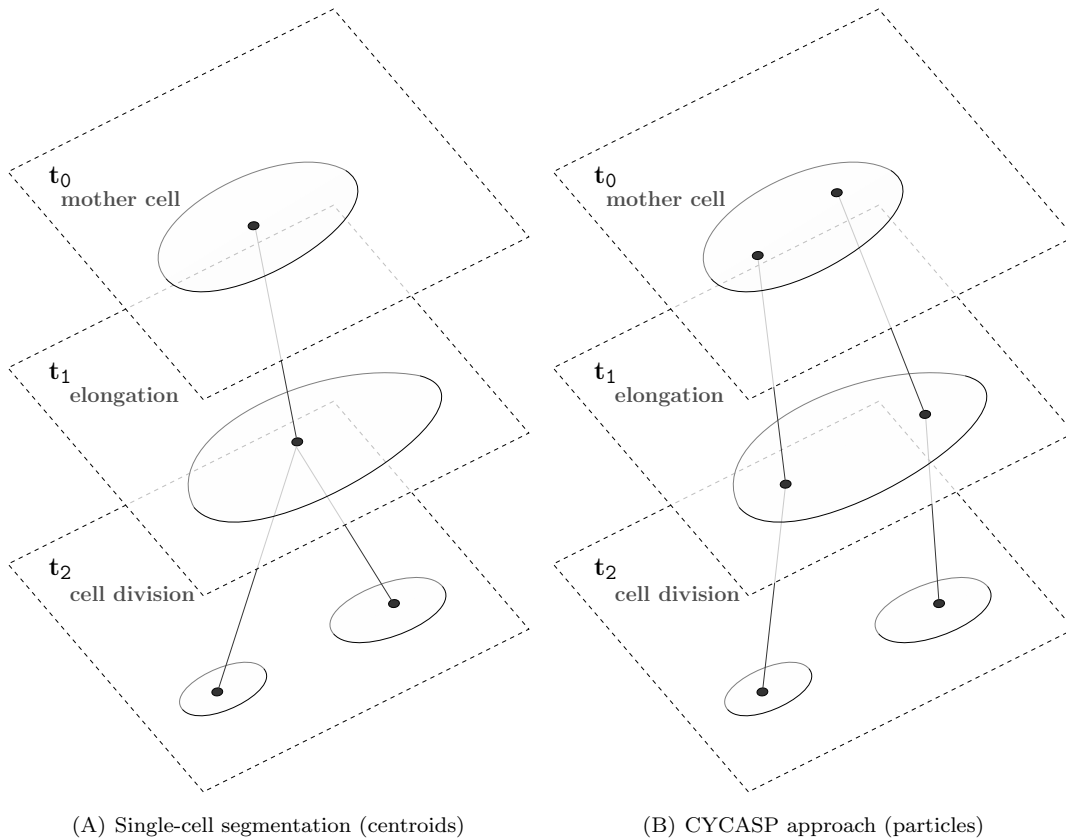 t0
mother cell
t1
elongation
t2
cell division
t0
mother cell
t1
elongation
t2
cell division
(A) Single-cell segmentation (centroids)
(B) CYCASP approach (particles)